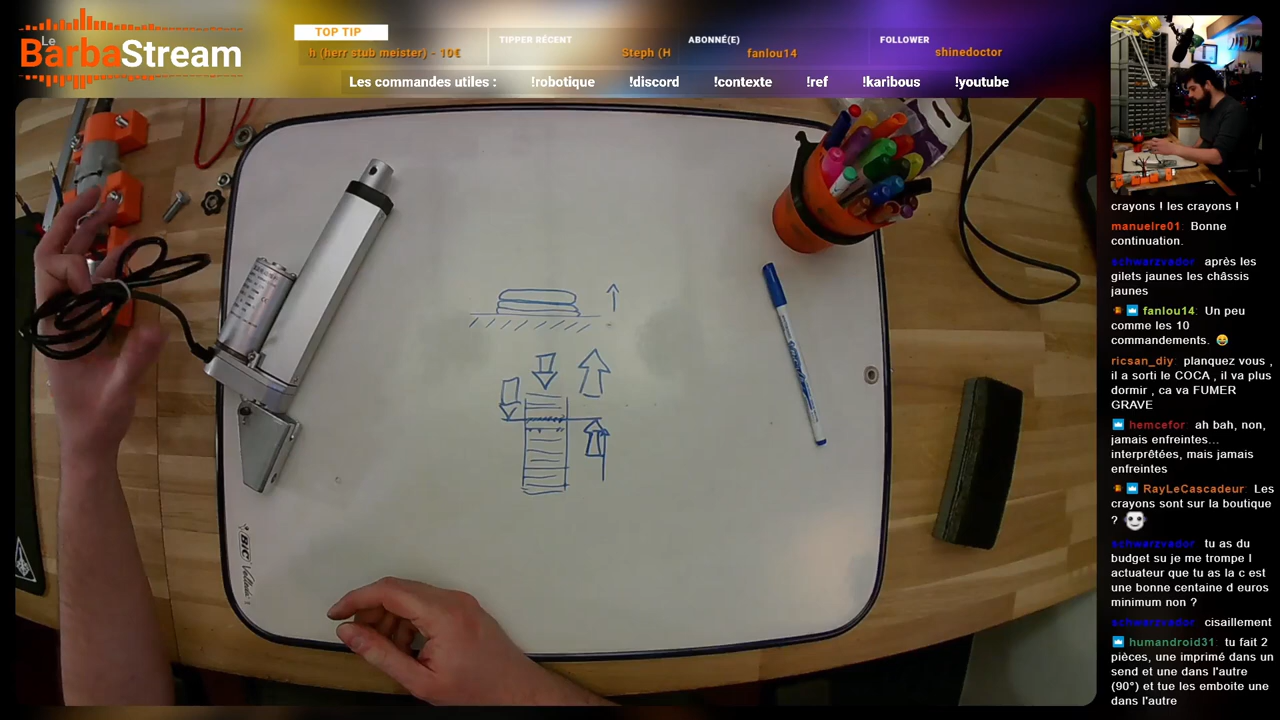 Le
BarbaStream
TOP TIP
h (herr stub meister) - 10€
TIPPER RÉCENT
Steph (H
ABONNÉ(E)
fanlou14
FOLLOWER
shinedoctor
Les commandes utiles : !robotique !discord !contexte !ref !karibous !youtube
BIC Velleda
crayons ! les crayons !
manuelre01: Bonne
continuation.
schwarzvador: après les
gilets jaunes les châssis
jaunes
fanlou14: Un peu
comme les 10
commandements.
ricsan_diy: planquez vous ,
il a sorti le COCA , il va plus
dormir , ca va FUMER
GRAVE
hemcefor: ah bah, non,
jamais enfreintes...
interprêtées, mais jamais
enfreintes
RayLeCascadeur: Les
crayons sont sur la boutique
?
schwarzvador: tu as du
budget su je me trompe l
actuateur que tu as la c est
une bonne centaine d euros
minimum non ?
schwarzvador: cisaillement
humandroid31: tu fait 2
pièces, une imprimé dans un
send et une dans l'autre
(90°) et tue les emboite une
dans l'autre